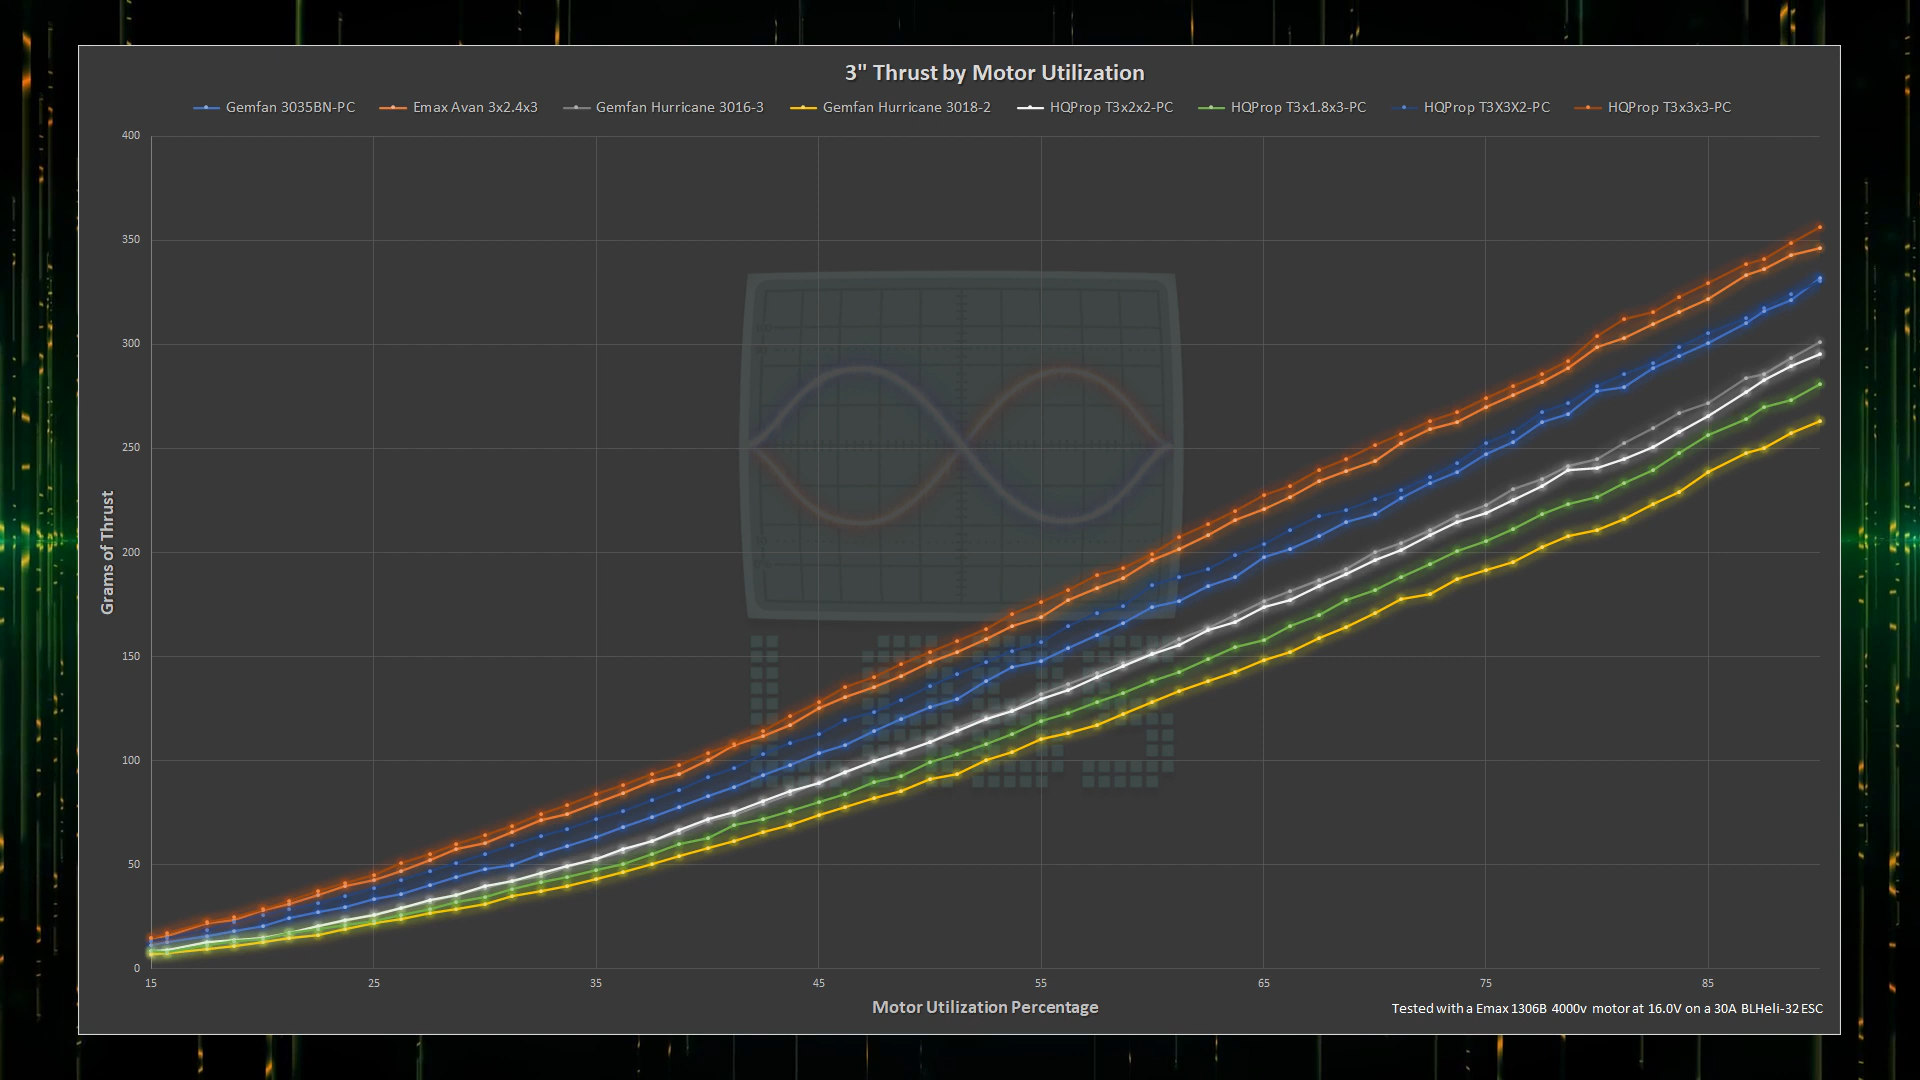 3" Thrust by Motor Utilization
Gemfan 3035BN-PC
Emax Avan 3x2.4x3
Gemfan Hurricane 3016-3
Gemfan Hurricane 3018-2
HQProp T3x2x2-PC
HQProp T3x1.8x3-PC
HQProp T3X3X2-PC
HQProp T3x3x3-PC
400
350
300
250
200
150
100
50
0
Grams of Thrust
15
25
35
45
55
65
75
85
Motor Utilization Percentage
Tested with a Emax 1306B 4000v motor at 16.0V on a 30A BLHeli-32 ESC